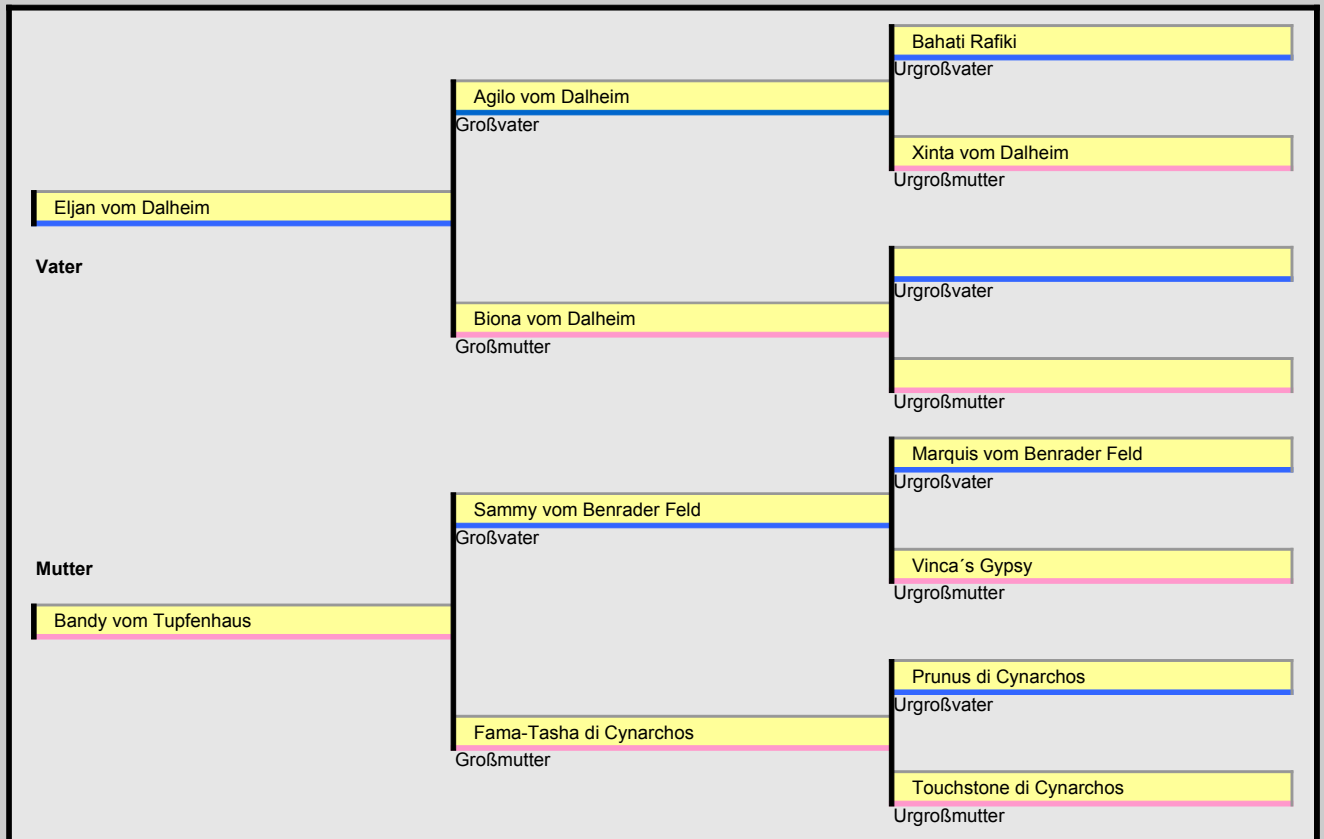 Bahati Rafiki
Urgroßvater
Agilo vom Dalheim
Großvater
Xinta vom Dalheim
Urgroßmutter
Eljan vom Dalheim
Vater
Urgroßvater
Biona vom Dalheim
Großmutter
Urgroßmutter
Marquis vom Benrader Feld
Urgroßvater
Sammy vom Benrader Feld
Großvater
Mutter
Vinca´s Gypsy
Urgroßmutter
Bandy vom Tupfenhaus
Prunus di Cynarchos
Urgroßvater
Fama-Tasha di Cynarchos
Großmutter
Touchstone di Cynarchos
Urgroßmutter